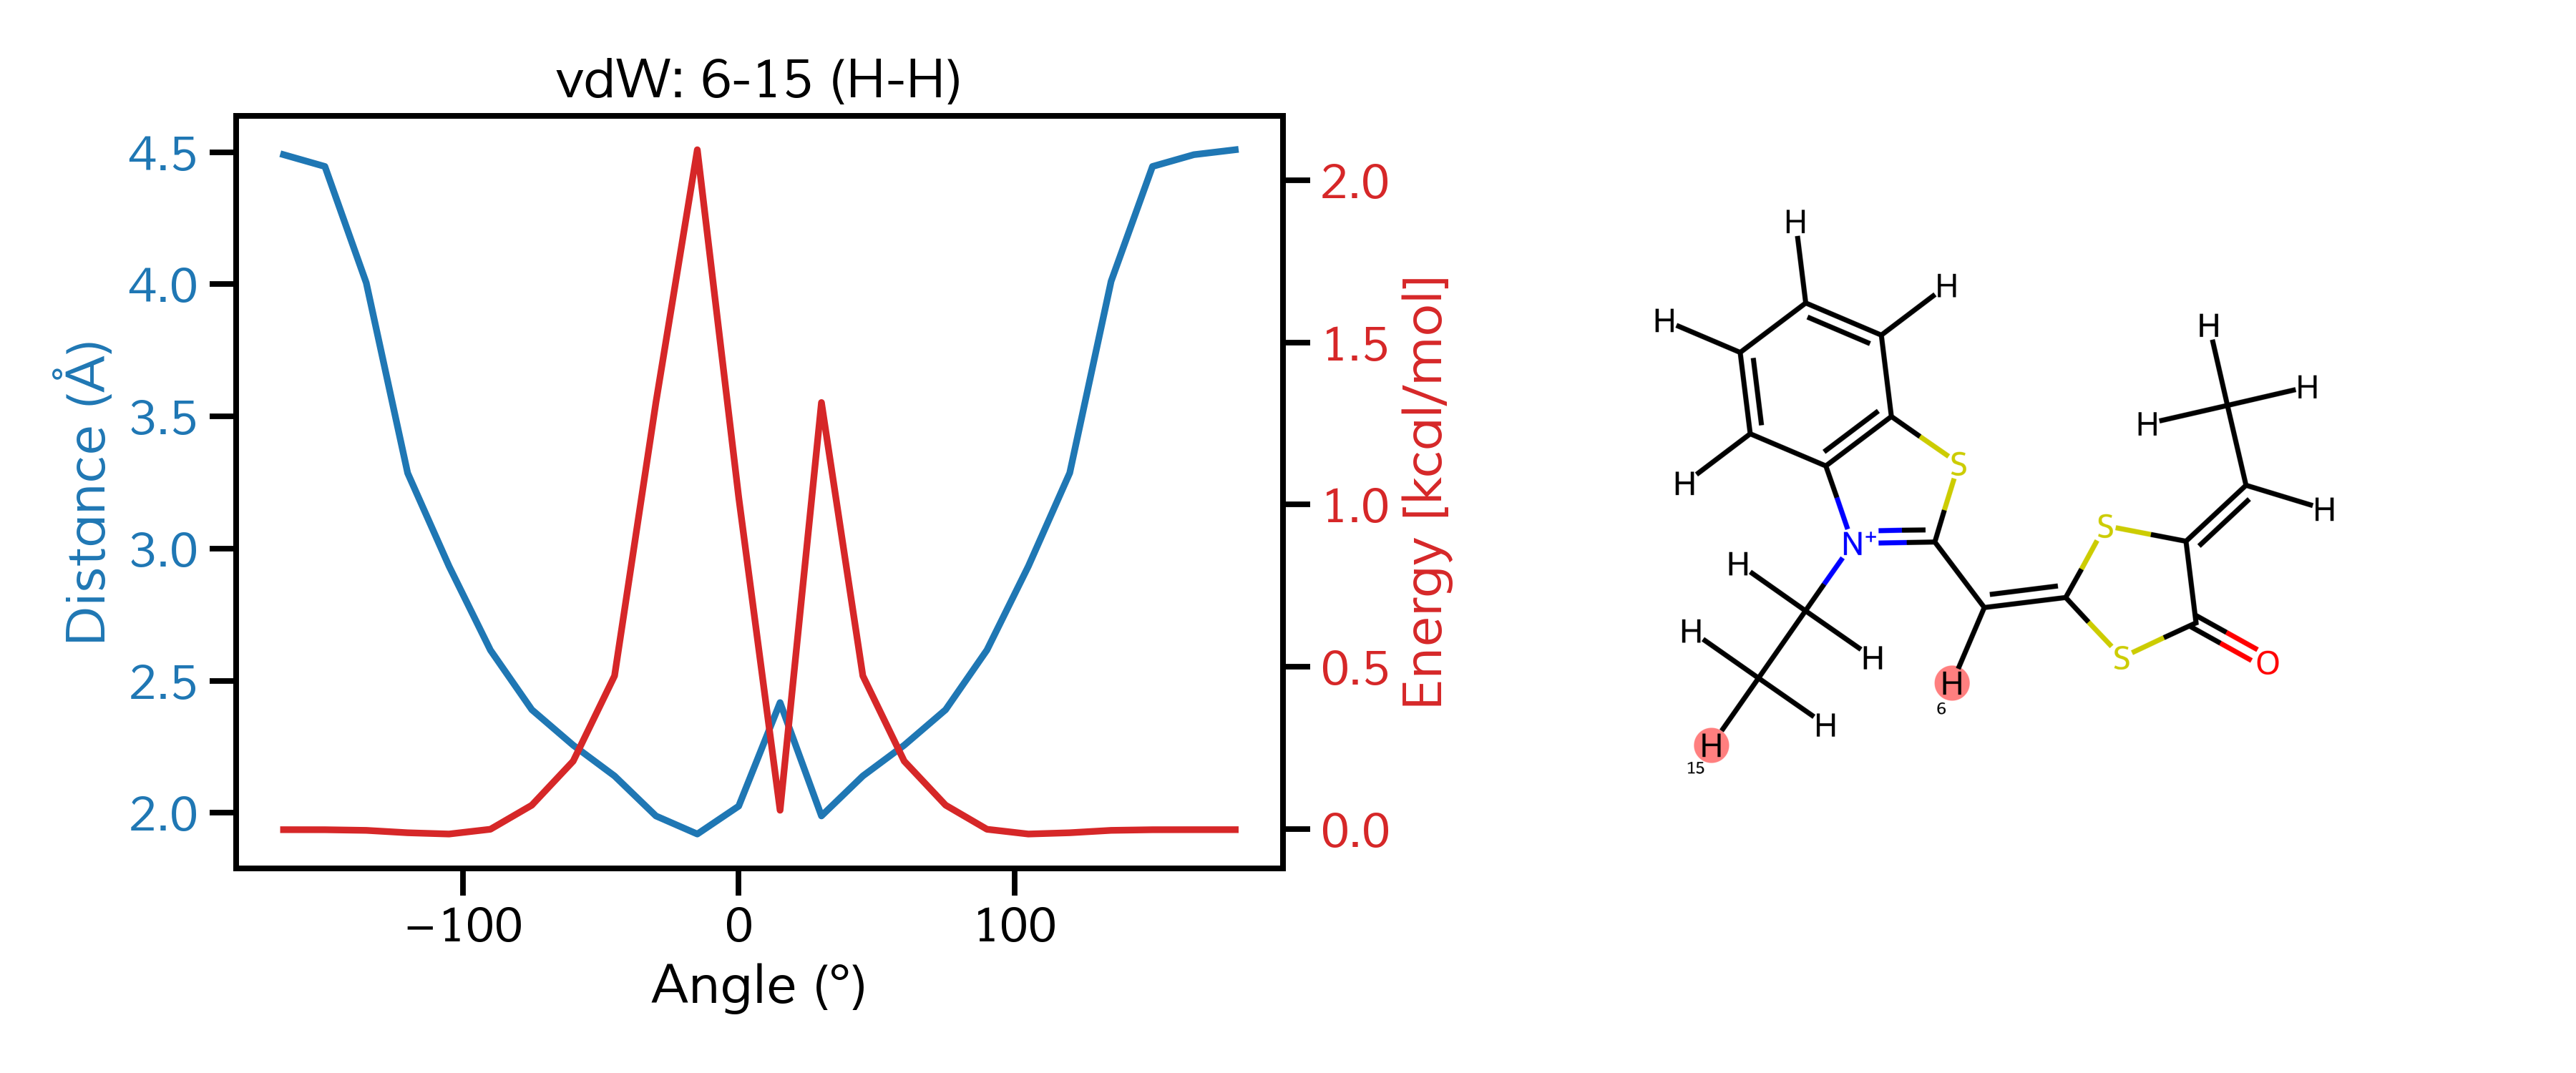 vdW: 6-15 (H-H)
4.5
4.0
3.5
3.0
2.5
2.0
Distance (Å)
2.0
1.5
1.0
0.5
0.0
Energy [kcal/mol]
−100
0
100
Angle (°)
H
H
H
H
S
N+
H
H
H
H
H
15
H
6
S
S
O
H
H
H
H